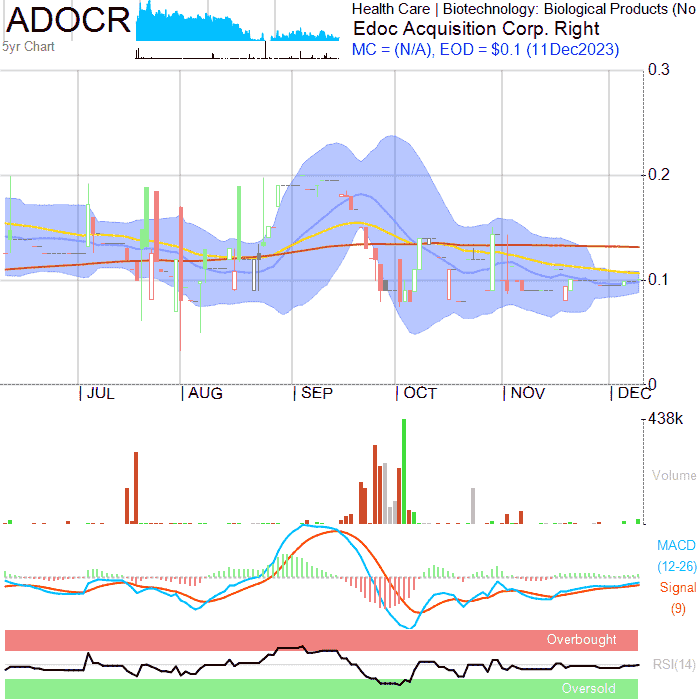 ADOCR
5yr Chart
Health Care | Biotechnology: Biological Products (No
Edoc Acquisition Corp. Right
MC = (N/A), EOD = $0.1 (11Dec2023)
0.3
0.2
0.1
0
| JUL | AUG | SEP | OCT | NOV | DEC
438k
Volume
MACD
(12-26)
Signal
(9)
Overbought
RSI(14)
Oversold